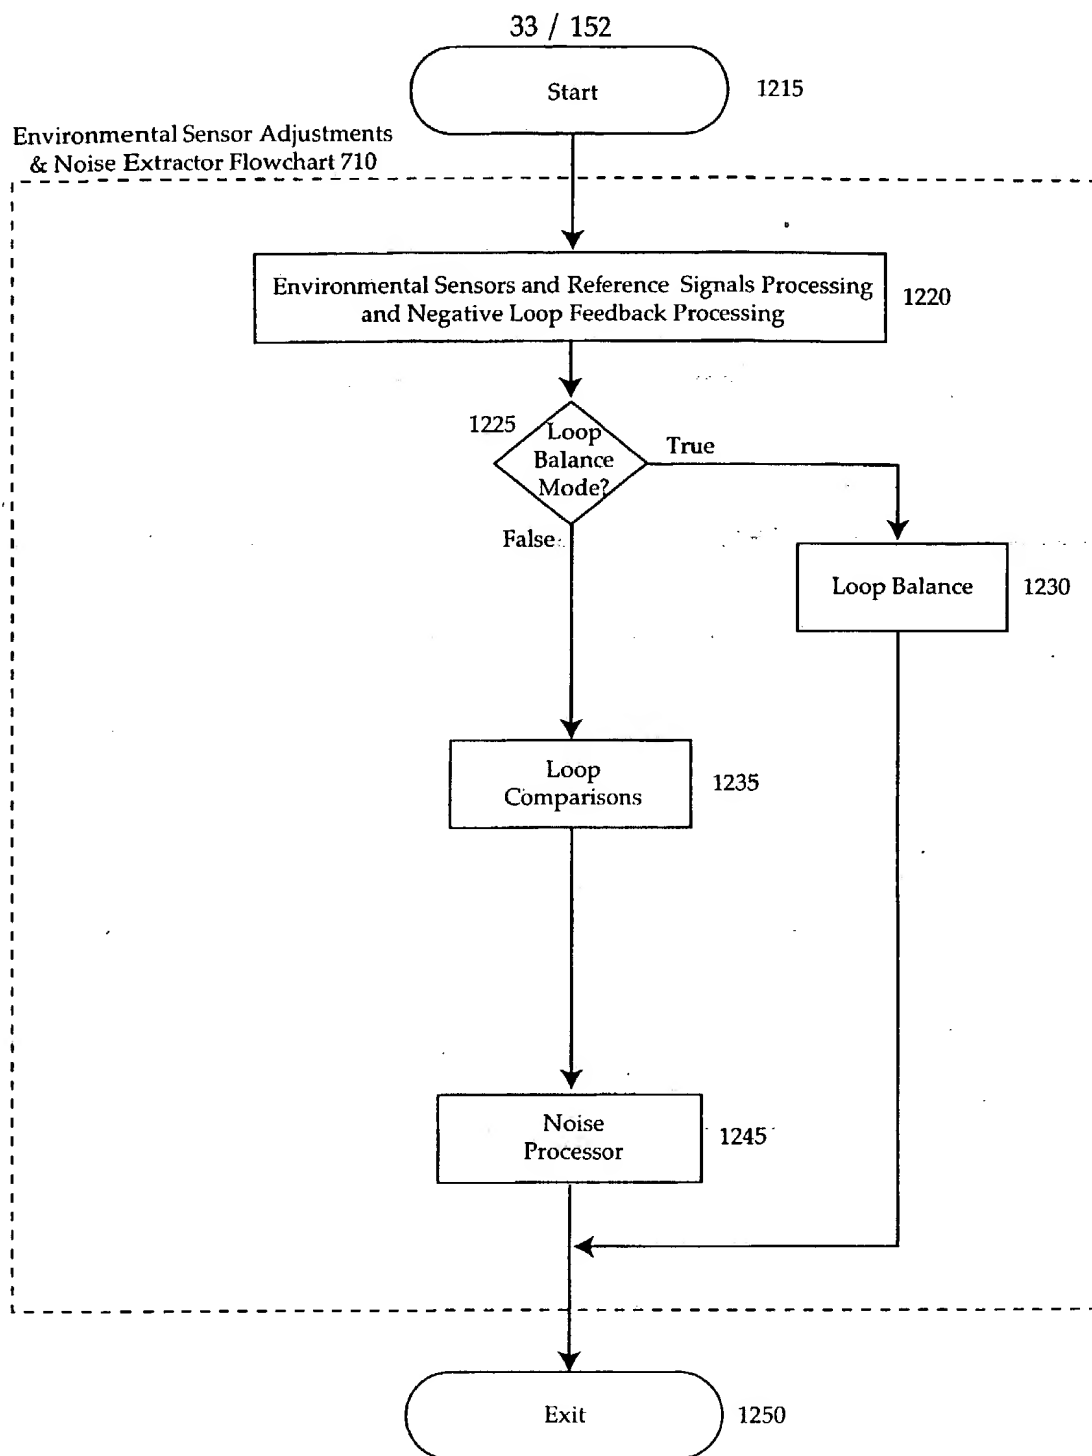 33 / 152
Start
1215
Environmental Sensor Adjustments
& Noise Extractor Flowchart 710
Environmental Sensors and Reference Signals Processing
and Negative Loop Feedback Processing
1220
1225
Loop
Balance
Mode?
True
False
Loop Balance
1230
Loop
Comparisons
1235
Noise
Processor
1245
Exit
1250